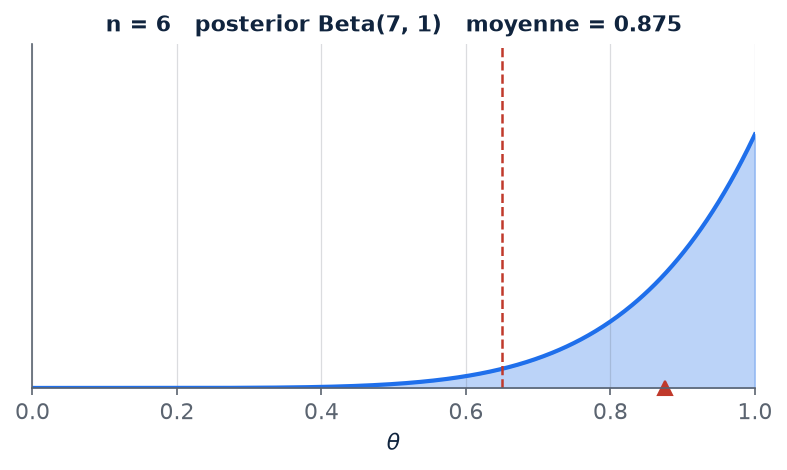 n = 6 posterior Beta(7, 1) moyenne = 0.875
0.0 0.2 0.4 0.6 0.8 1.0
θ